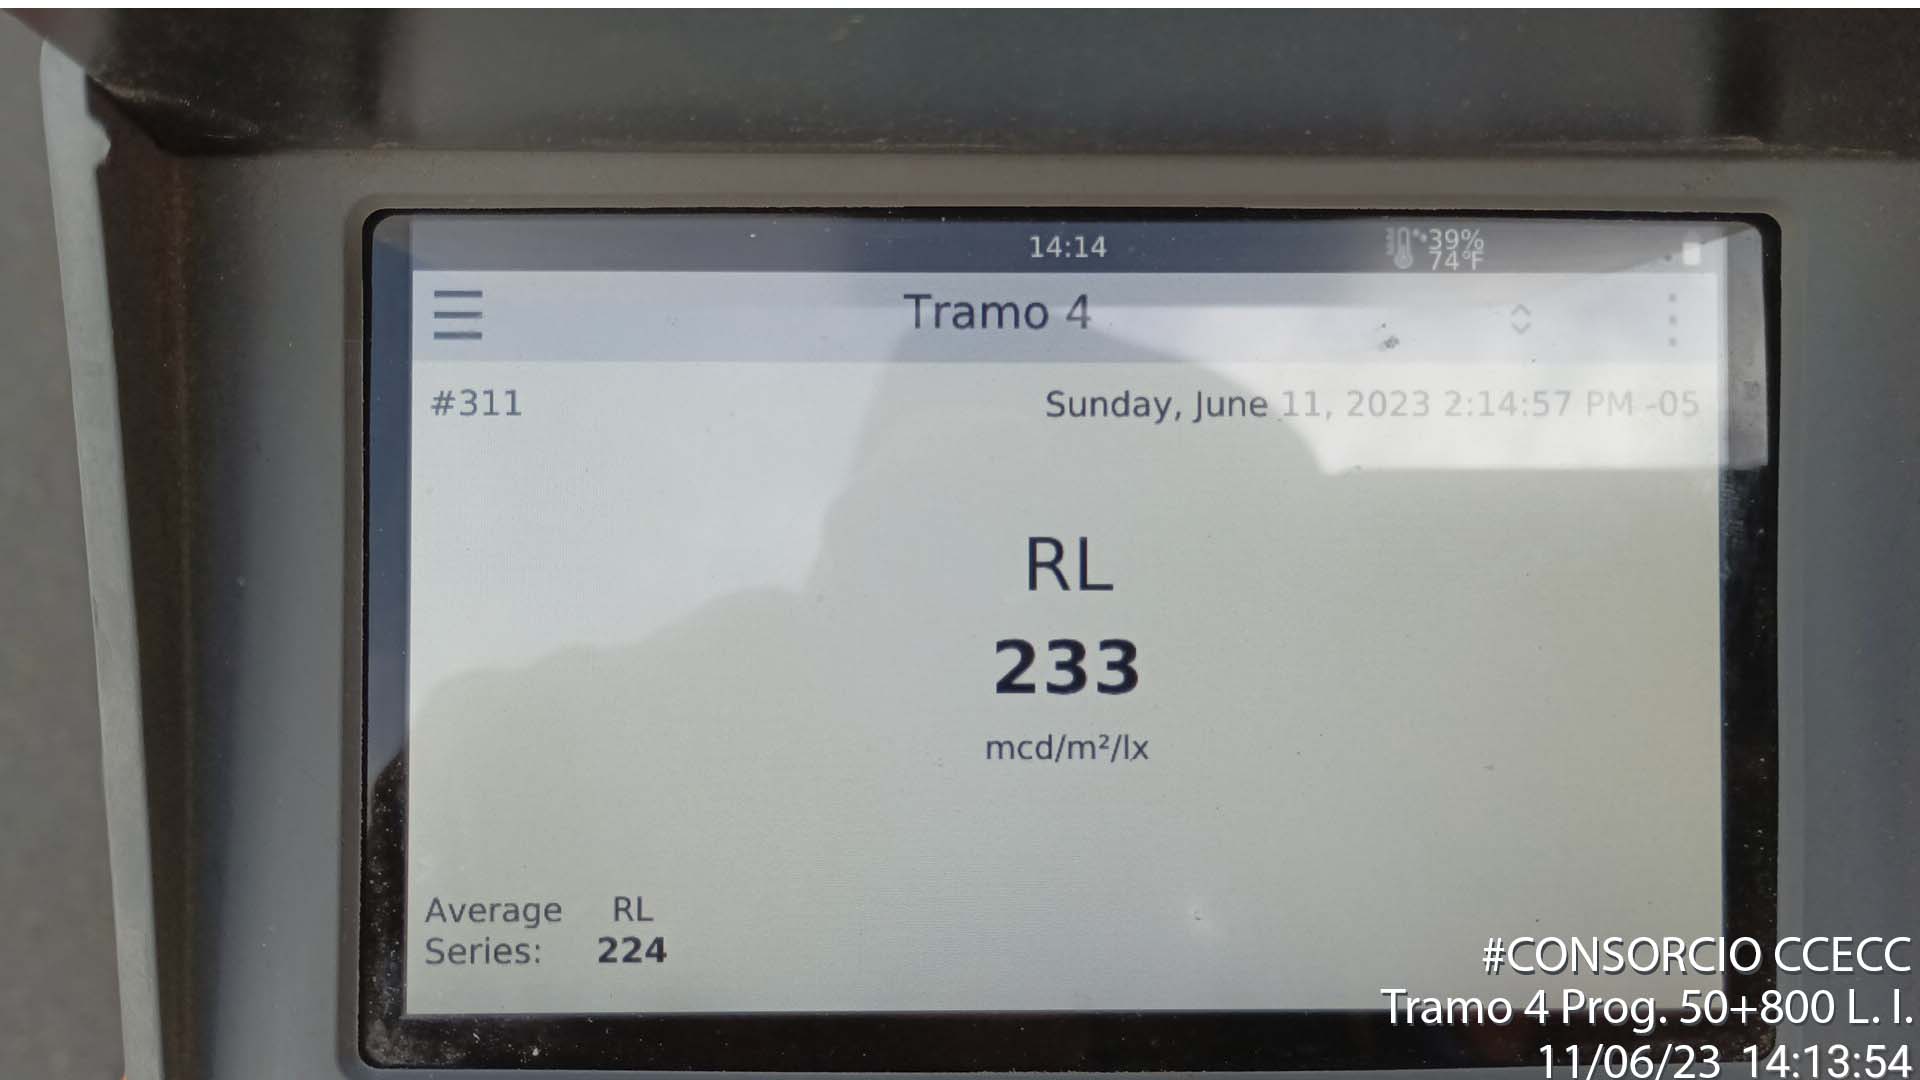 14:14
39%
74°F
Tramo 4
#311
Sunday, June 11, 2023 2:14:57 PM -05
RL
233
mcd/m²/lx
Average RL
Series: 224
#CONSORCIO CCECC
Tramo 4 Prog. 50+800 L. I.
11/06/23 14:13:54